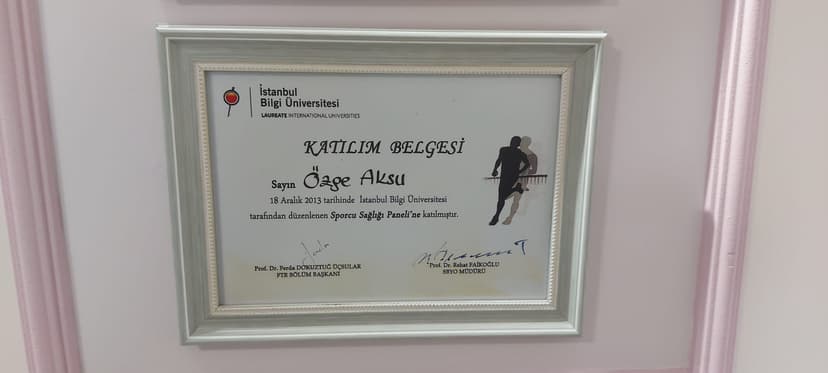 İstanbul
Bilgi Üniversitesi
LAUREATE INTERNATIONAL UNIVERSITIES
KATILIM BELGESİ
Sayın Özge Aksu
18 Aralık 2013 tarihinde İstanbul Bilgi Üniversitesi
tarafından düzenlenen Sporcu Sağlığı Paneli'ne katılmıştır.
Prof. Dr. Ferda DOKUZTUĞ ÜÇSULAR
FTR BÖLÜM BAŞKANI
Prof. Dr. Rehat FAİKOĞLU
SBYO MÜDÜRÜ